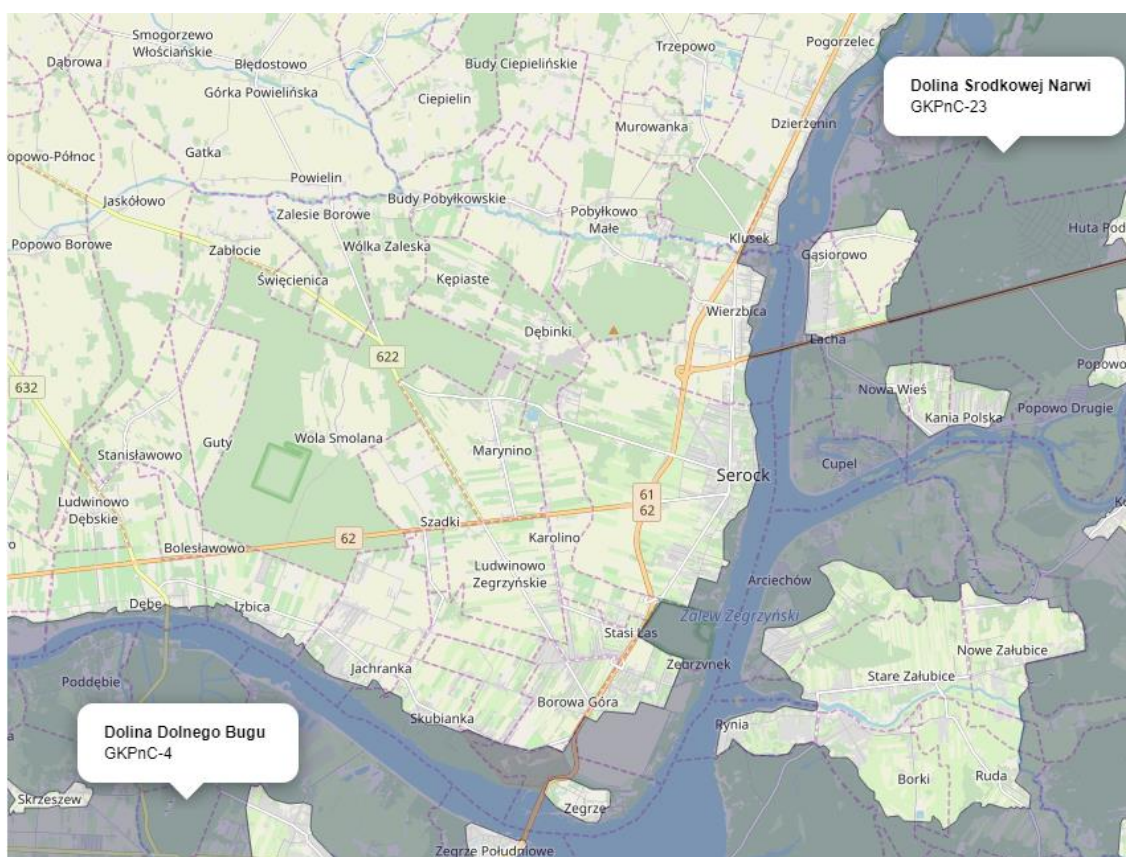 Smogorzewo
Włościańskie
Trzepowo
Pogorzelec
Dąbrowa
Błędostowo
Budy Ciepielińskie
Dolina Srodkowej Narwi
GKPnC-23
Górka Powielińska
Ciepielin
Murowanka
Dzierżenin
opowo-Północ
Gatka
Powielin
Jaskółowo
Budy Pobyłkowskie
Zalesie Borowe
Pobyłkowo
Małe
Huta Pod
Popowo Borowe
Zabłocie
Wólka Zaleska
Klusek
Gąsiorowo
Święcienica
Kępiaste
Wierzbica
Dębinki
Łacha
622
632
Popowo
Nowa Wieś
Kania Polska
Popowo Drugie
Guty
Wola Smolana
Stanisławowo
Marynino
Serock
Cupel
Ludwinowo
Dębskie
61
62
Szadki
62
Karolino
Bolesławowo
Ludwinowo
Zegrzyńskie
Arciechów
Dębe
Izbica
Zalew Zegrzyński
Stasi Las
Nowe Załubice
Zegrzynek
Jachranka
Stare Załubice
Poddębie
Borowa Góra
Skubianka
Rynia
Dolina Dolnego Bugu
GKPnC-4
Borki
Ruda
Skrzeszew
Zegrze
Zegrze Południowe